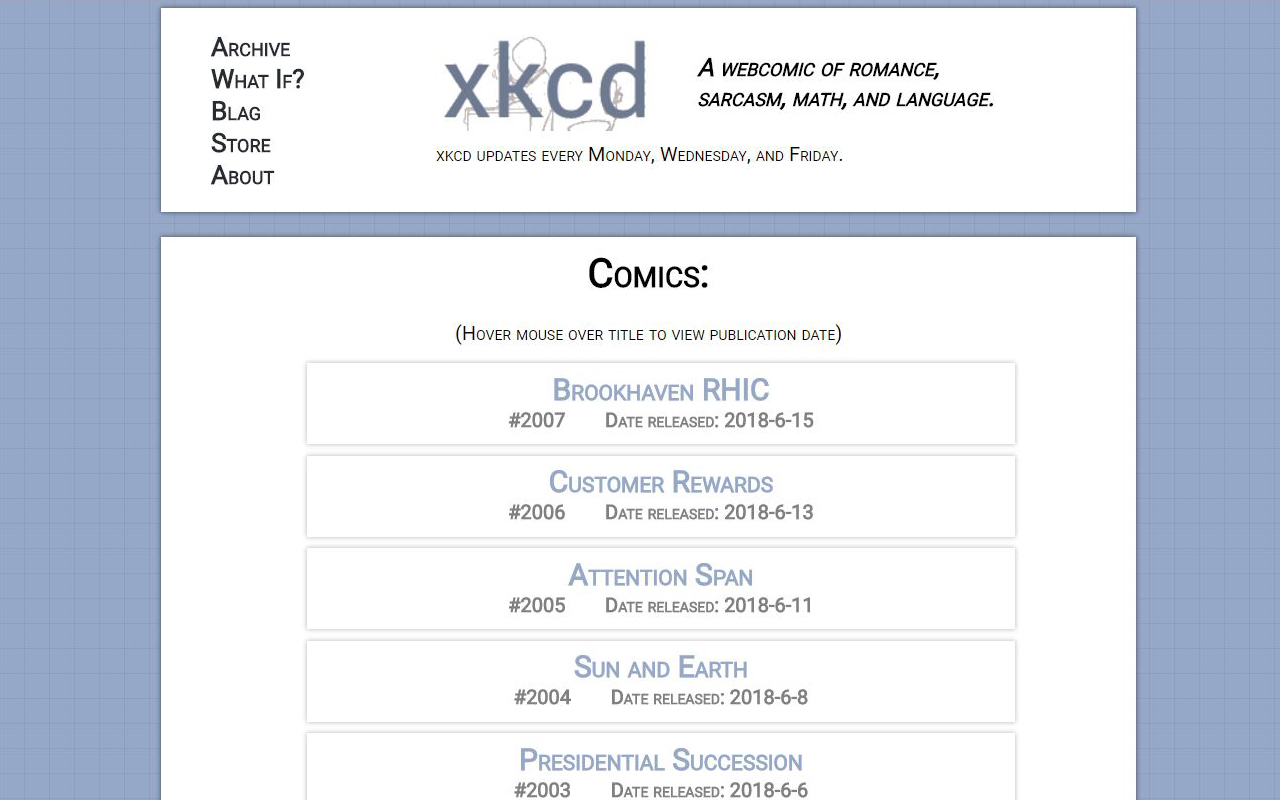 Archive
What If?
Blag
Store
About
xkcd
A webcomic of romance,
sarcasm, math, and language.
xkcd updates every Monday, Wednesday, and Friday.
Comics:
(Hover mouse over title to view publication date)
Brookhaven RHIC
#2007 Date released: 2018-6-15
Customer Rewards
#2006 Date released: 2018-6-13
Attention Span
#2005 Date released: 2018-6-11
Sun and Earth
#2004 Date released: 2018-6-8
Presidential Succession
#2003 Date released: 2018-6-6